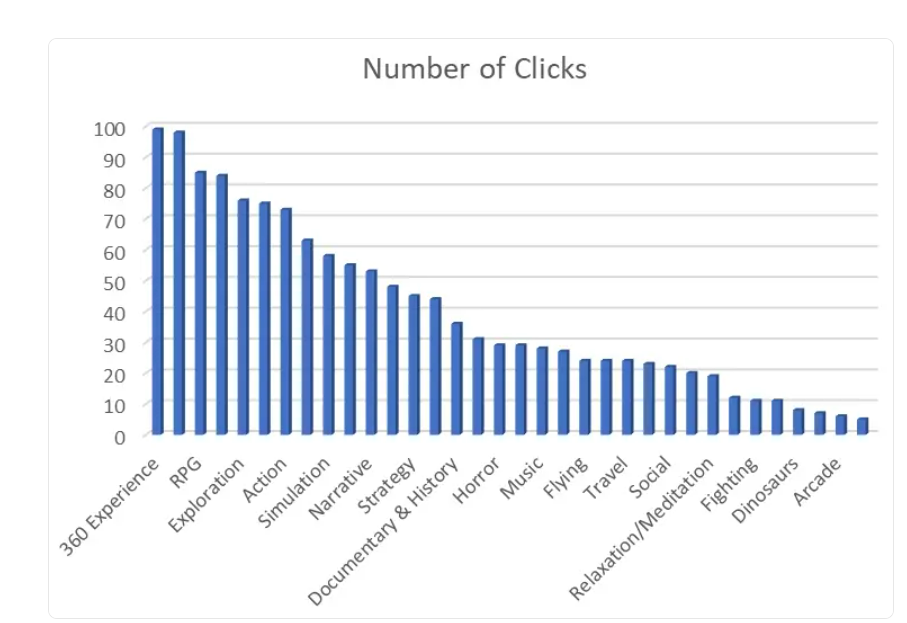 Number of Clicks
100
90
80
70
60
50
40
30
20
10
0
360 Experience
RPG
Exploration
Action
Simulation
Narrative
Strategy
Documentary & History
Horror
Music
Flying
Travel
Social
Relaxation/Meditation
Fighting
Dinosaurs
Arcade